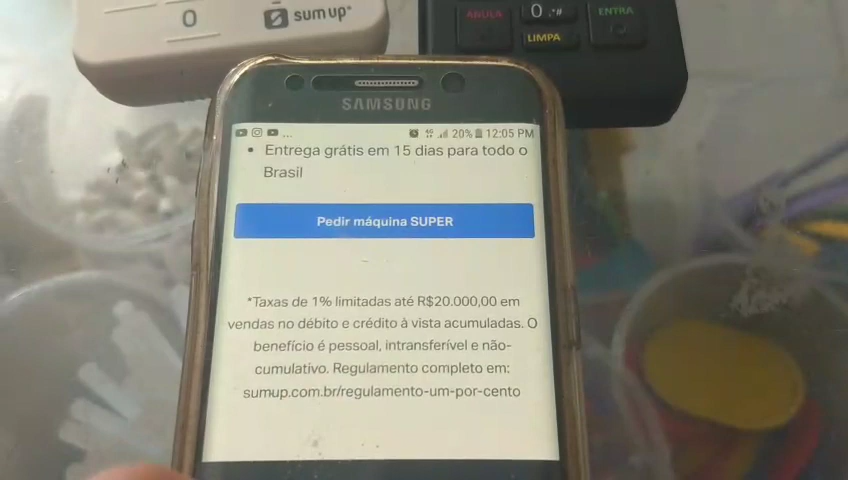 0
sumup®
ANULA
0 ,*#
ENTRA
LIMPA
SAMSUNG
... 4G 20% 12:05 PM
• Entrega grátis em 15 dias para todo o
Brasil
Pedir máquina SUPER
*Taxas de 1% limitadas até R$20.000,00 em
vendas no débito e crédito à vista acumuladas. O
benefício é pessoal, intransferível e não-
cumulativo. Regulamento completo em:
sumup.com.br/regulamento-um-por-cento